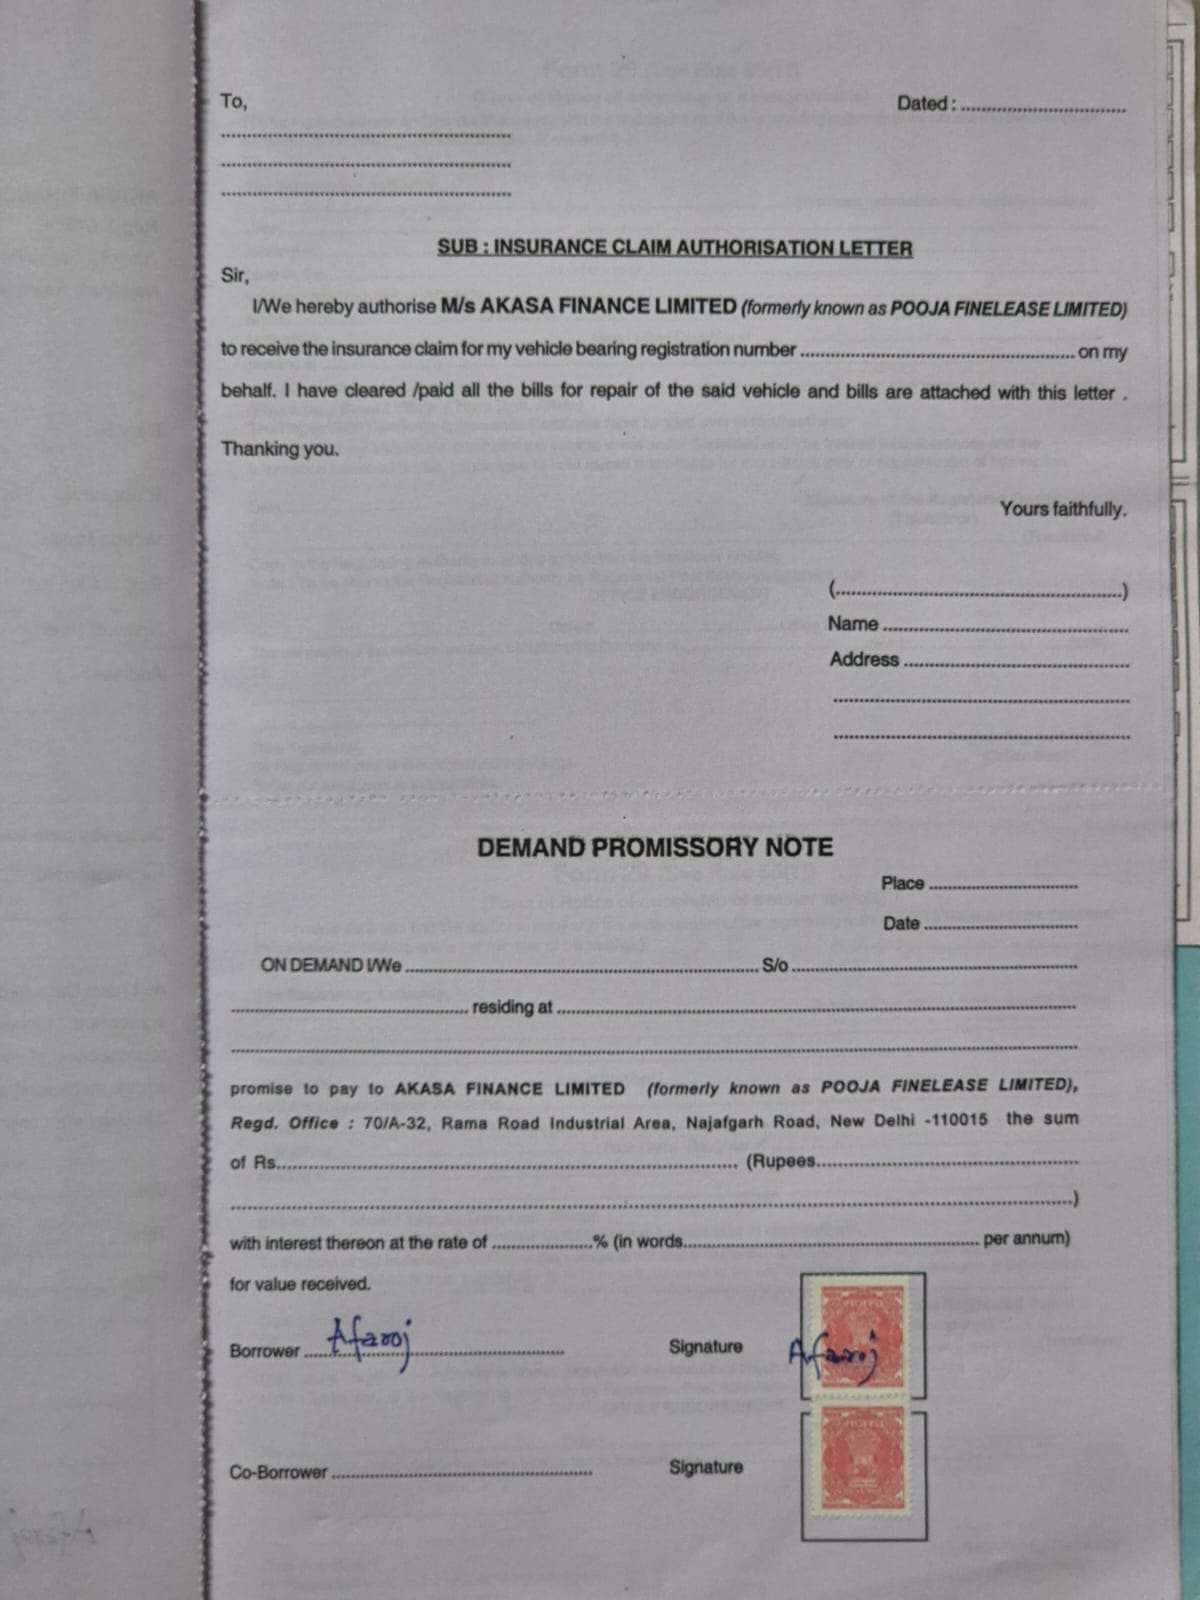 To,
Dated : ..............................
............................................................
............................................................
............................................................
SUB : INSURANCE CLAIM AUTHORISATION LETTER
Sir,
I/We hereby authorise M/s AKASA FINANCE LIMITED (formerly known as POOJA FINELEASE LIMITED)
to receive the insurance claim for my vehicle bearing registration number .................................................. on my
behalf. I have cleared /paid all the bills for repair of the said vehicle and bills are attached with this letter .
Thanking you.
Yours faithfully.
(......................................................)
Name ..............................................
Address ..........................................
......................................................
......................................................
DEMAND PROMISSORY NOTE
Place ..............................
Date ..............................
ON DEMAND I/We .................................................................. S/o ......................................................
............................................ residing at ....................................................................................................
................................................................................................................................................
promise to pay to AKASA FINANCE LIMITED (formerly known as POOJA FINELEASE LIMITED),
Regd. Office : 70/A-32, Rama Road Industrial Area, Najafgarh Road, New Delhi -110015 the sum
of Rs...................................................................................... (Rupees..................................................
................................................................................................................................................)
with interest thereon at the rate of ....................% (in words...................................................... per annum)
for value received.
Borrower ..... Afaroj ..............................
Signature Afaroj
Co-Borrower ..................................................
Signature